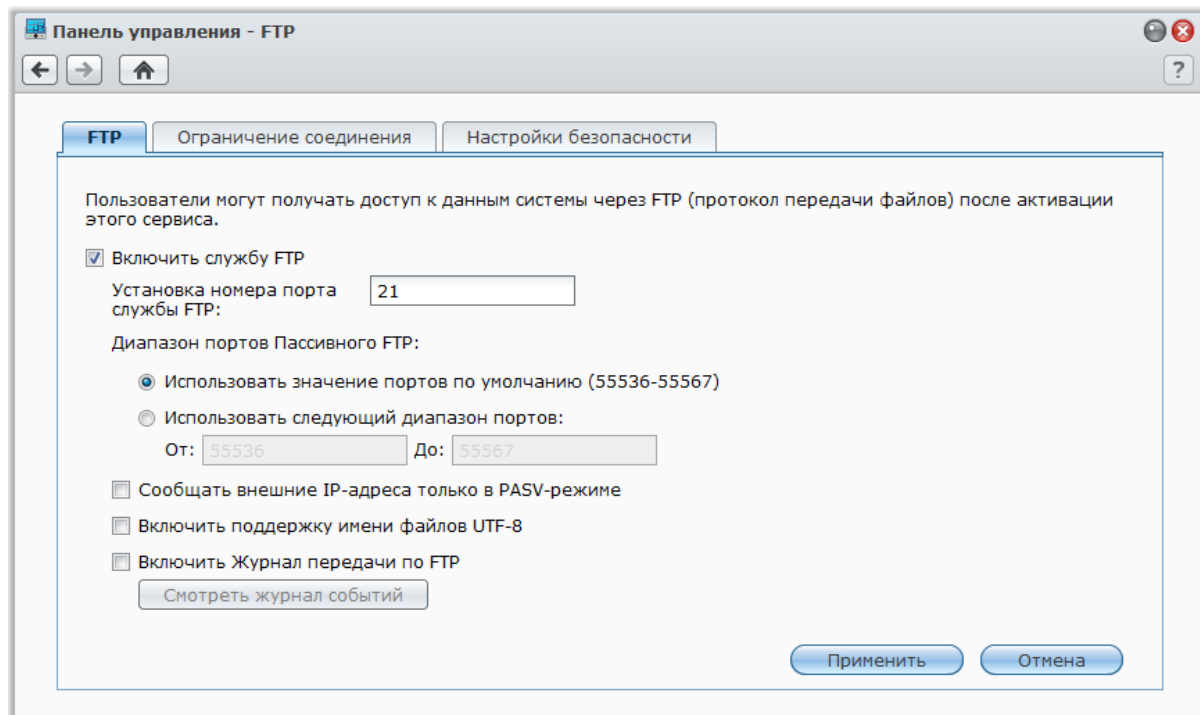 Панель управления - FTP
?
FTP
Ограничение соединения
Настройки безопасности
Пользователи могут получать доступ к данным системы через FTP (протокол передачи файлов) после активации
этого сервиса.
Включить службу FTP
Установка номера порта
службы FTP:
21
Диапазон портов Пассивного FTP:
Использовать значение портов по умолчанию (55536-55567)
Использовать следующий диапазон портов:
От: 55536 До: 55567
Сообщать внешние IP-адреса только в PASV-режиме
Включить поддержку имени файлов UTF-8
Включить Журнал передачи по FTP
Смотреть журнал событий
Применить
Отмена